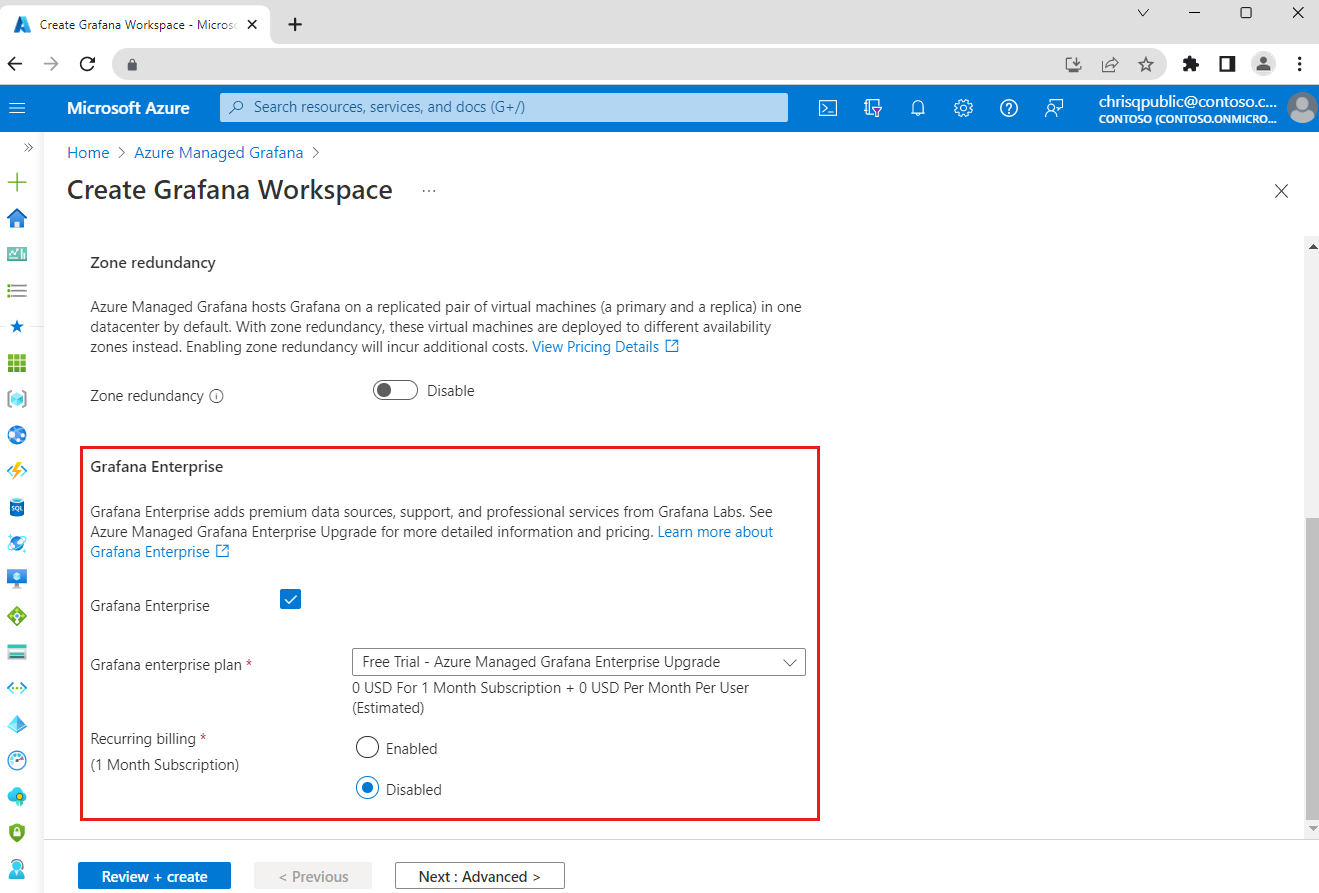 Create Grafana Workspace - Micros
Microsoft Azure
Search resources, services, and docs (G+/)
chrisqpublic@contoso.c...
CONTOSO (CONTOSO.ONMICRO...
Home > Azure Managed Grafana >
Create Grafana Workspace ...
Zone redundancy
Azure Managed Grafana hosts Grafana on a replicated pair of virtual machines (a primary and a replica) in one
datacenter by default. With zone redundancy, these virtual machines are deployed to different availability
zones instead. Enabling zone redundancy will incur additional costs. View Pricing Details
Zone redundancy
Disable
Grafana Enterprise
Grafana Enterprise adds premium data sources, support, and professional services from Grafana Labs. See
Azure Managed Grafana Enterprise Upgrade for more detailed information and pricing. Learn more about
Grafana Enterprise
Grafana Enterprise
Grafana enterprise plan *
Free Trial - Azure Managed Grafana Enterprise Upgrade
0 USD For 1 Month Subscription + 0 USD Per Month Per User
(Estimated)
Recurring billing *
(1 Month Subscription)
Enabled
Disabled
Review + create
< Previous
Next : Advanced >